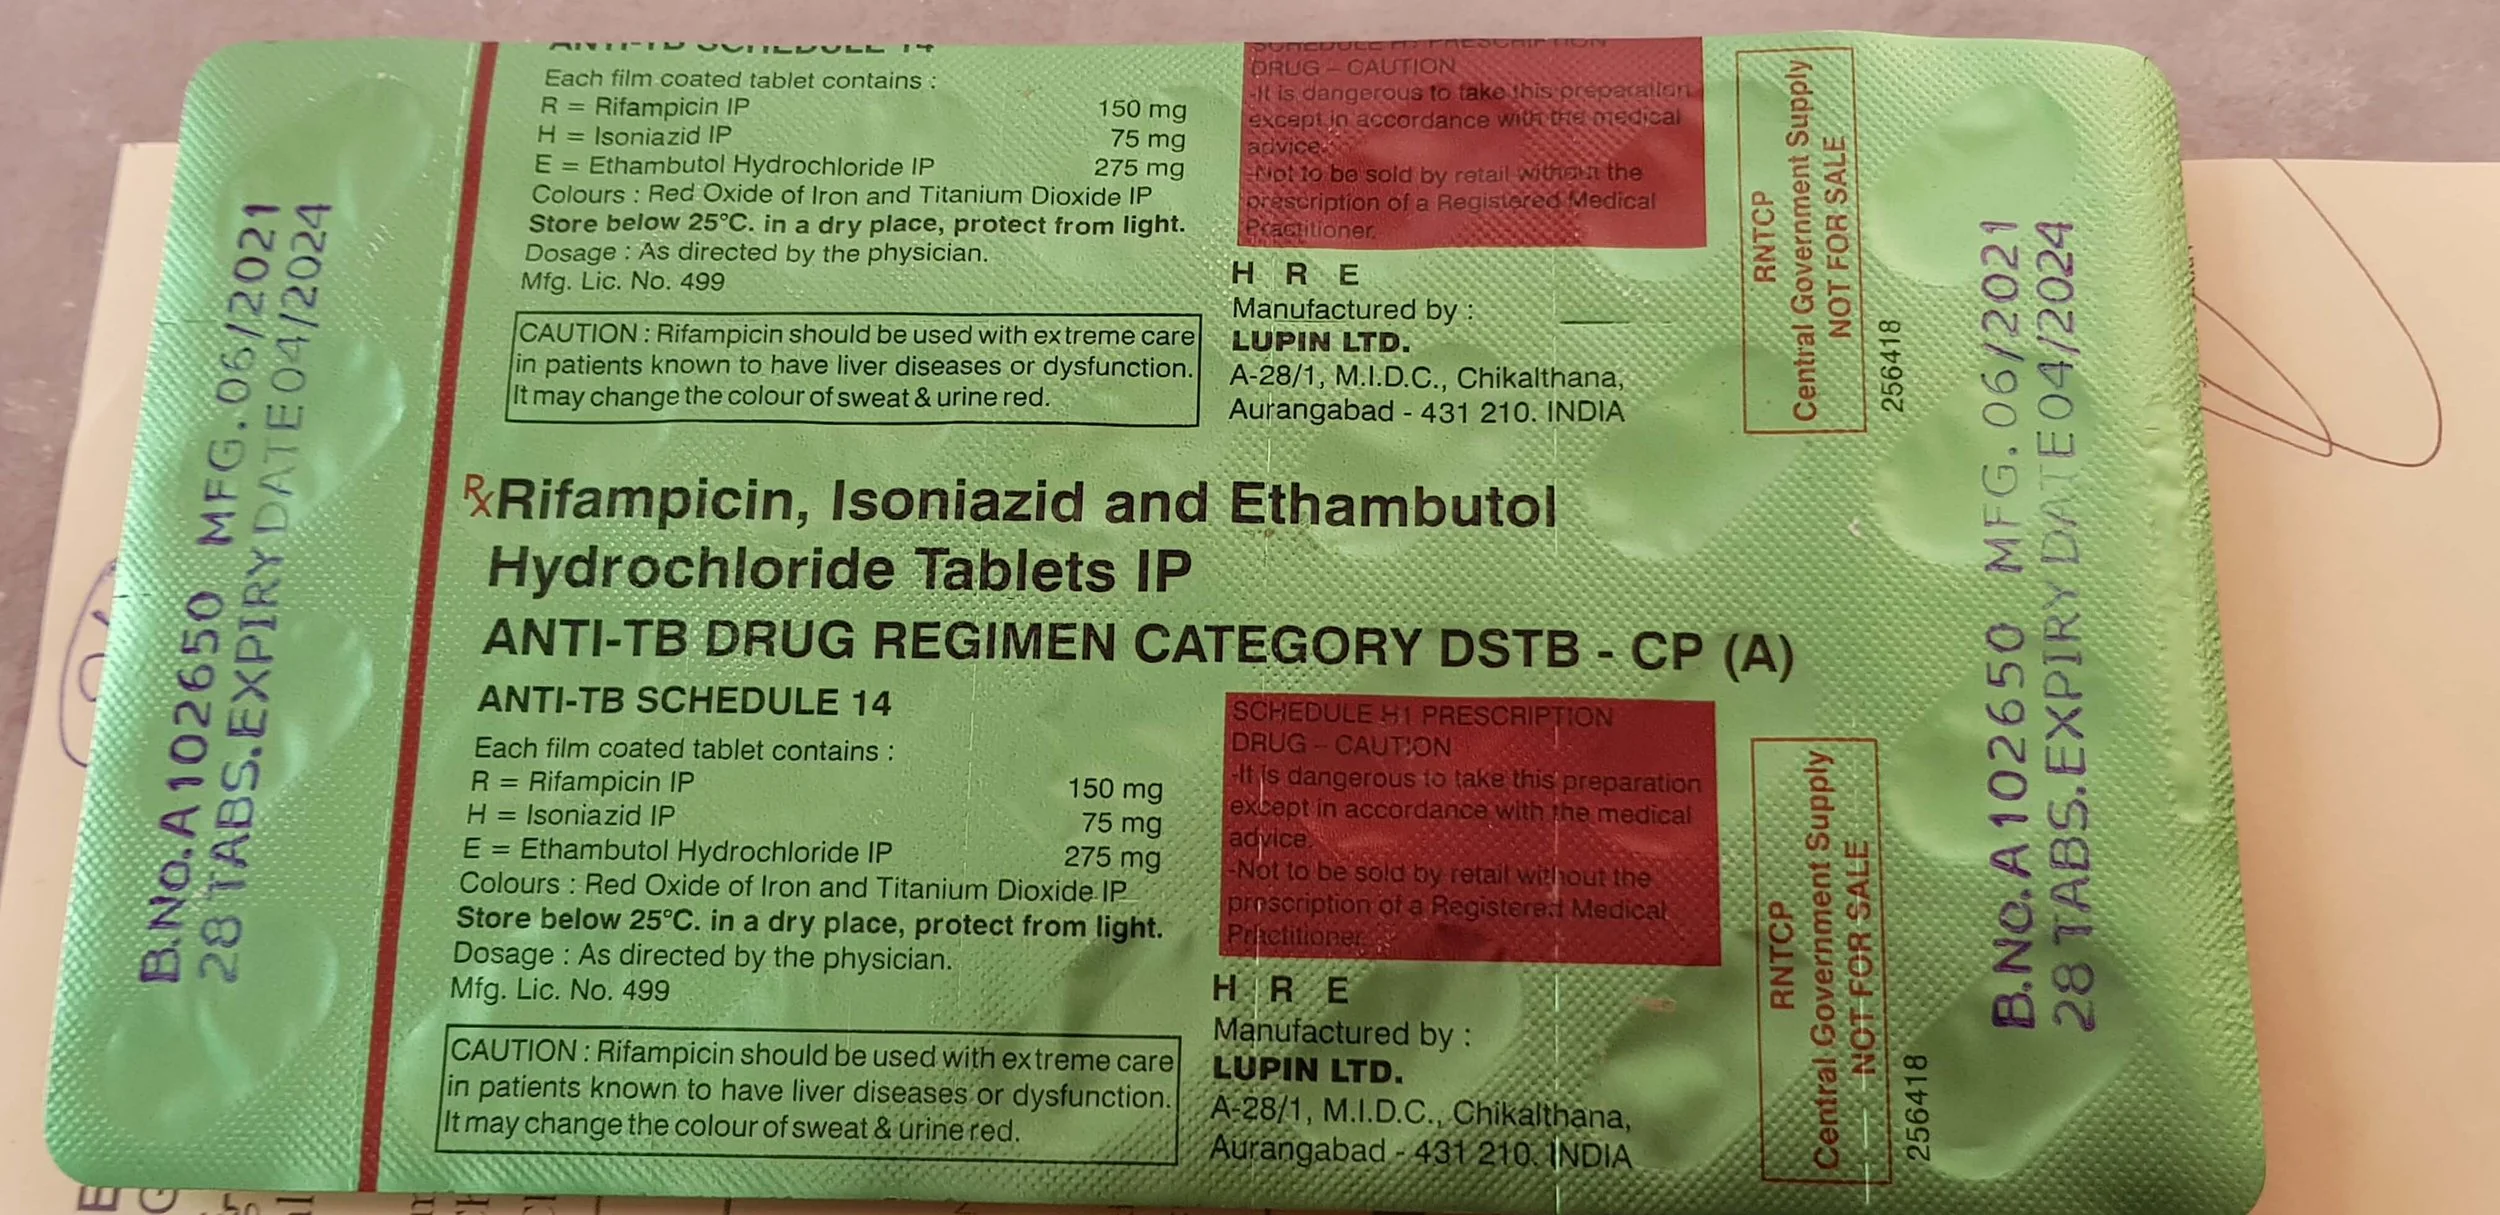 ANTI-TB SCHEDULE 14
Each film coated tablet contains :
R = Rifampicin IP 150 mg
H = Isoniazid IP 75 mg
E = Ethambutol Hydrochloride IP 275 mg
Colours : Red Oxide of Iron and Titanium Dioxide IP
Store below 25°C. in a dry place, protect from light.
Dosage : As directed by the physician.
Mfg. Lic. No. 499
CAUTION : Rifampicin should be used with extreme care
in patients known to have liver diseases or dysfunction.
It may change the colour of sweat & urine red.
SCHEDULE H1 PRESCRIPTION
DRUG – CAUTION
-It is dangerous to take this preparation
except in accordance with the medical
advice.
-Not to be sold by retail without the
prescription of a Registered Medical
Practitioner.
H R E
Manufactured by :
LUPIN LTD.
A-28/1, M.I.D.C., Chikalthana,
Aurangabad - 431 210. INDIA
RNTCP
Central Government Supply
NOT FOR SALE
256418
Rx Rifampicin, Isoniazid and Ethambutol
Hydrochloride Tablets IP
ANTI-TB DRUG REGIMEN CATEGORY DSTB - CP (A)
ANTI-TB SCHEDULE 14
Each film coated tablet contains :
R = Rifampicin IP 150 mg
H = Isoniazid IP 75 mg
E = Ethambutol Hydrochloride IP 275 mg
Colours : Red Oxide of Iron and Titanium Dioxide IP
Store below 25°C. in a dry place, protect from light.
Dosage : As directed by the physician.
Mfg. Lic. No. 499
CAUTION : Rifampicin should be used with extreme care
in patients known to have liver diseases or dysfunction.
It may change the colour of sweat & urine red.
SCHEDULE H1 PRESCRIPTION
DRUG – CAUTION
-It is dangerous to take this preparation
except in accordance with the medical
advice.
-Not to be sold by retail without the
prescription of a Registered Medical
Practitioner.
H R E
Manufactured by :
LUPIN LTD.
A-28/1, M.I.D.C., Chikalthana,
Aurangabad - 431 210. INDIA
RNTCP
Central Government Supply
NOT FOR SALE
256418
B.NO.A102650 MFG.06/2021
28 TABS.EXPIRY DATE 04/2024
B.NO.A102650 MFG.06/2021
28 TABS.EXPIRY DATE 04/2024